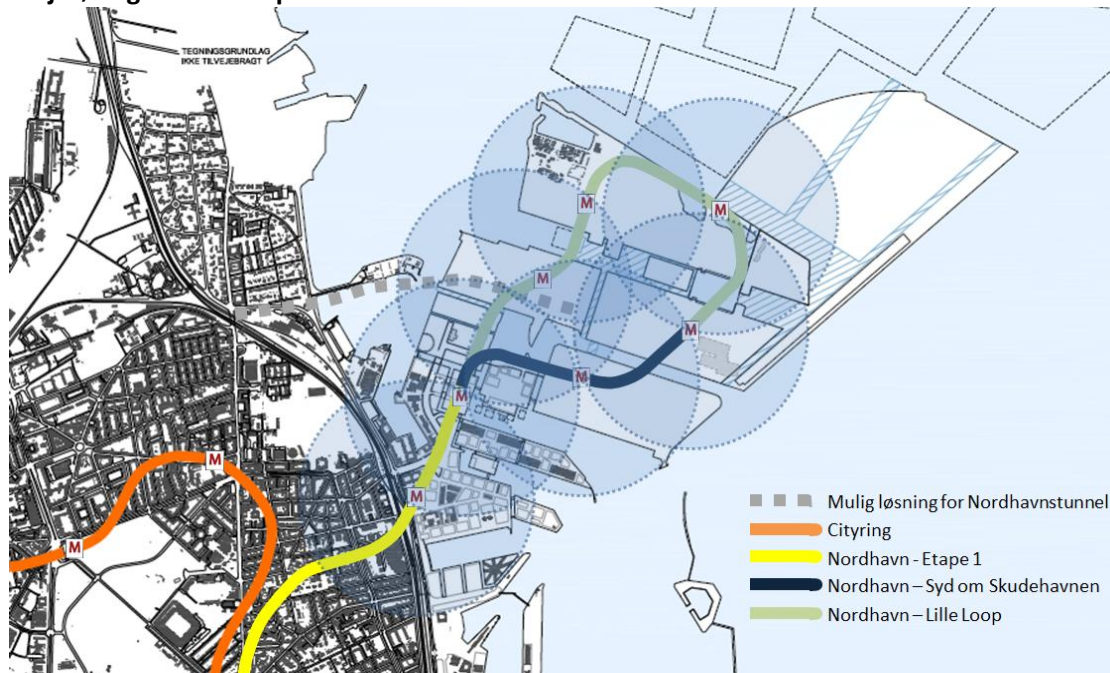 TEGNINGSGRUNDLAG
IKKE TILVEJEBRAGT
M
M
M
M
M
M
M
M
M
Mulig løsning for Nordhavnstunnel
Cityring
Nordhavn - Etape 1
Nordhavn – Syd om Skudehavnen
Nordhavn – Lille Loop